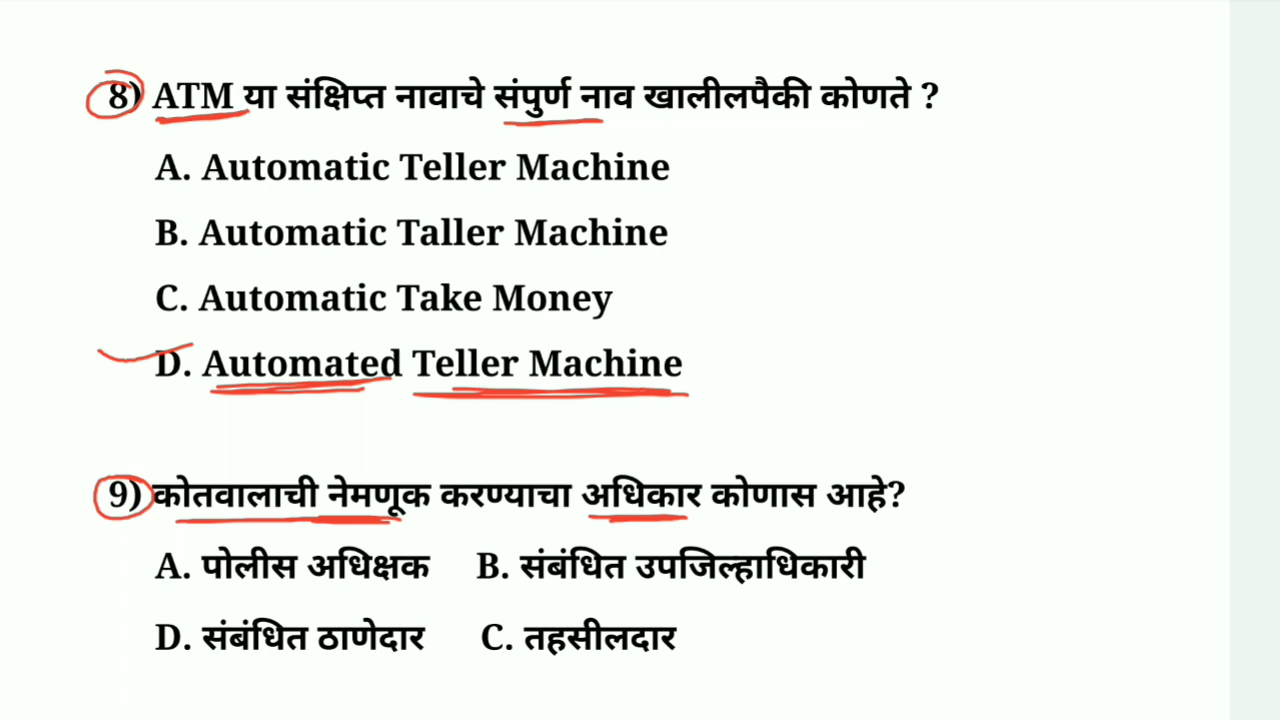 8) ATM या संक्षिप्त नावाचे संपुर्ण नाव खालीलपैकी कोणते ?
A. Automatic Teller Machine
B. Automatic Taller Machine
C. Automatic Take Money
D. Automated Teller Machine
9) कोतवालाची नेमणूक करण्याचा अधिकार कोणास आहे?
A. पोलीस अधिक्षक B. संबंधित उपजिल्हाधिकारी
D. संबंधित ठाणेदार C. तहसीलदार